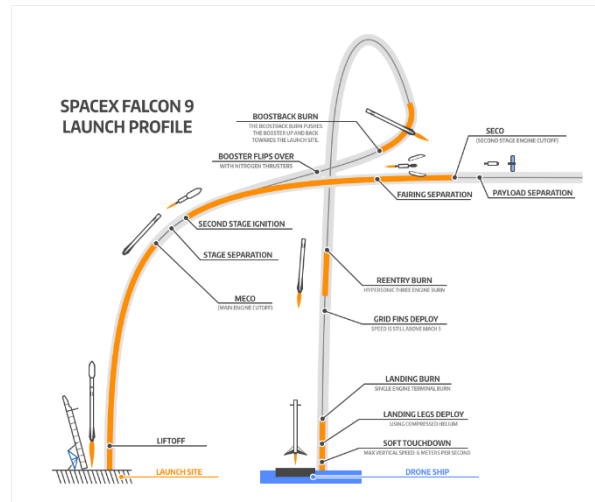 SPACEX FALCON 9
LAUNCH PROFILE
BOOSTBACK BURN
THE BOOSTBACK BURN PUSHES
THE BOOSTER UP AND BACK
TOWARDS THE LAUNCH SITE.
SECO
(SECOND STAGE ENGINE CUTOFF)
BOOSTER FLIPS OVER
WITH NITROGEN THRUSTERS
FAIRING SEPARATION
PAYLOAD SEPARATION
SECOND STAGE IGNITION
STAGE SEPARATION
MECO
(MAIN ENGINE CUTOFF)
REENTRY BURN
HYPERSONIC THREE ENGINE BURN
GRID FINS DEPLOY
SPEED IS STILL ABOVE MACH 3
LANDING BURN
SINGLE ENGINE TERMINAL BURN
LANDING LEGS DEPLOY
USING COMPRESSED HELIUM
SOFT TOUCHDOWN
MAX VERTICAL SPEED: 6 METERS PER SECOND
LIFTOFF
LAUNCH SITE
DRONE SHIP